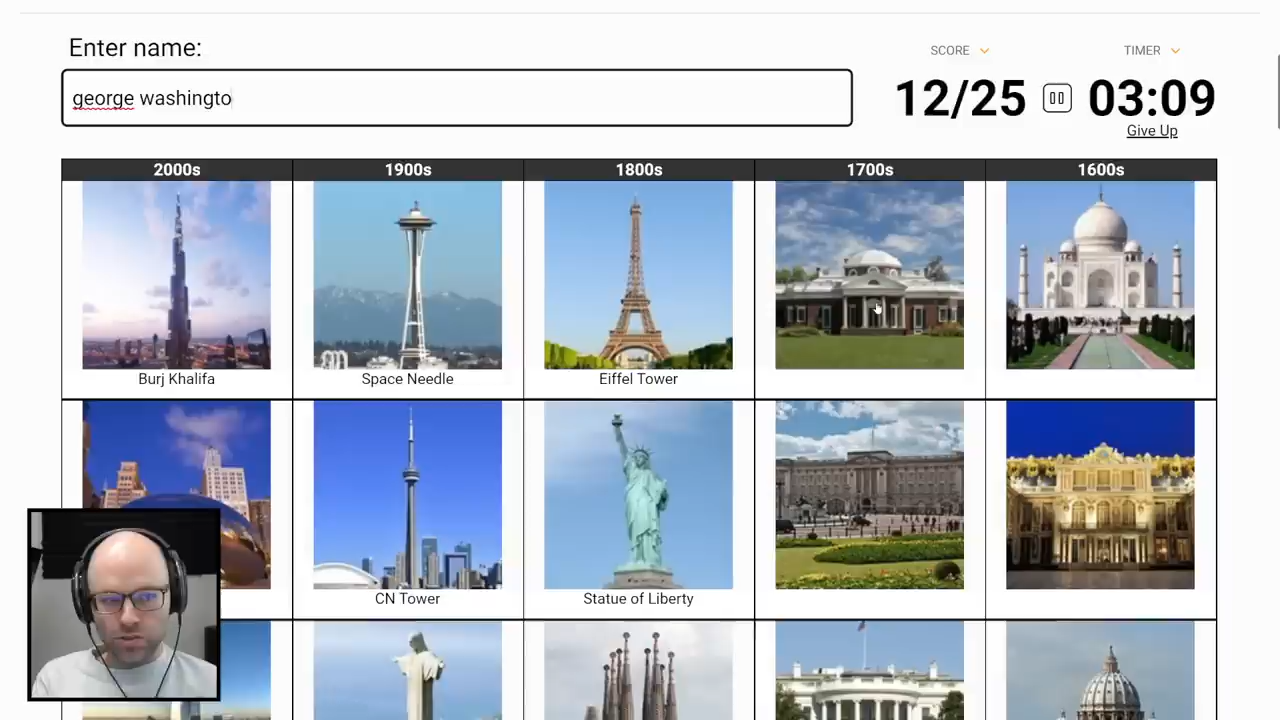 Enter name:
SCORE
TIMER
george washingto
12/25
03:09
Give Up
2000s
1900s
1800s
1700s
1600s
Burj Khalifa
Space Needle
Eiffel Tower
CN Tower
Statue of Liberty